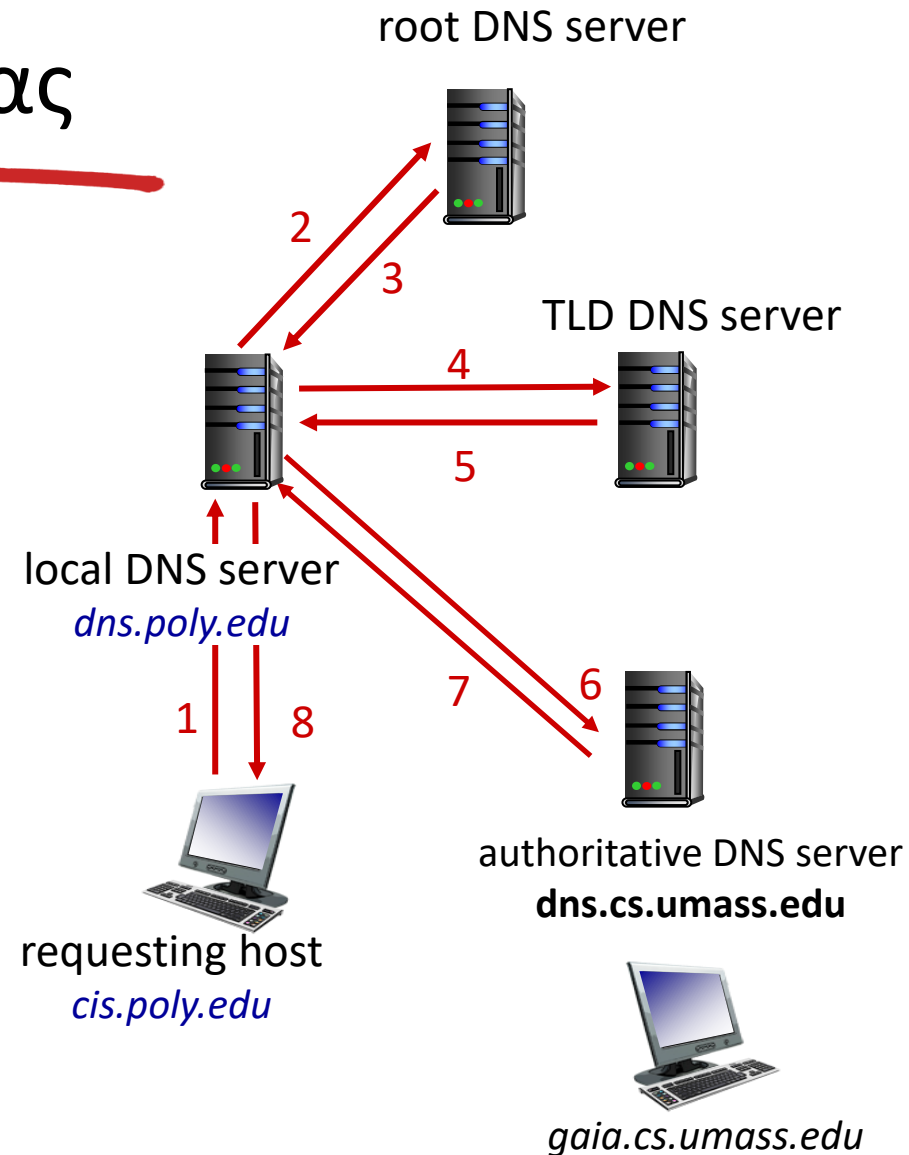 root DNS server
ας
2
3
TLD DNS server
4
5
local DNS server
dns.poly.edu
1
8
7
6
requesting host
cis.poly.edu
authoritative DNS server
dns.cs.umass.edu
gaia.cs.umass.edu